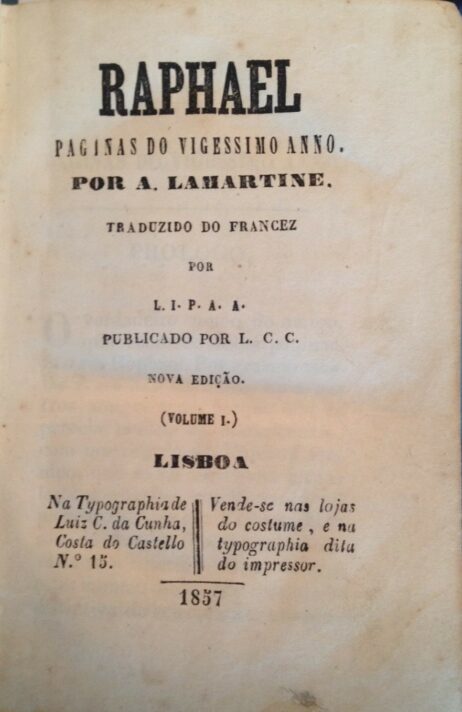 RAPHAEL
PAGINAS DO VIGESSIMO ANNO.
POR A. LAMARTINE.
TRADUZIDO DO FRANCEZ
POR
L. I. P. A. A.
PUBLICADO POR L. C. C.
NOVA EDIÇÃO.
(VOLUME I.)
LISBOA
Na Typographia de
Luiz C. da Cunha,
Costa do Castello
N.º 15.
Vende-se nas lojas
do costume, e na
typographia dita
do impressor.
1857